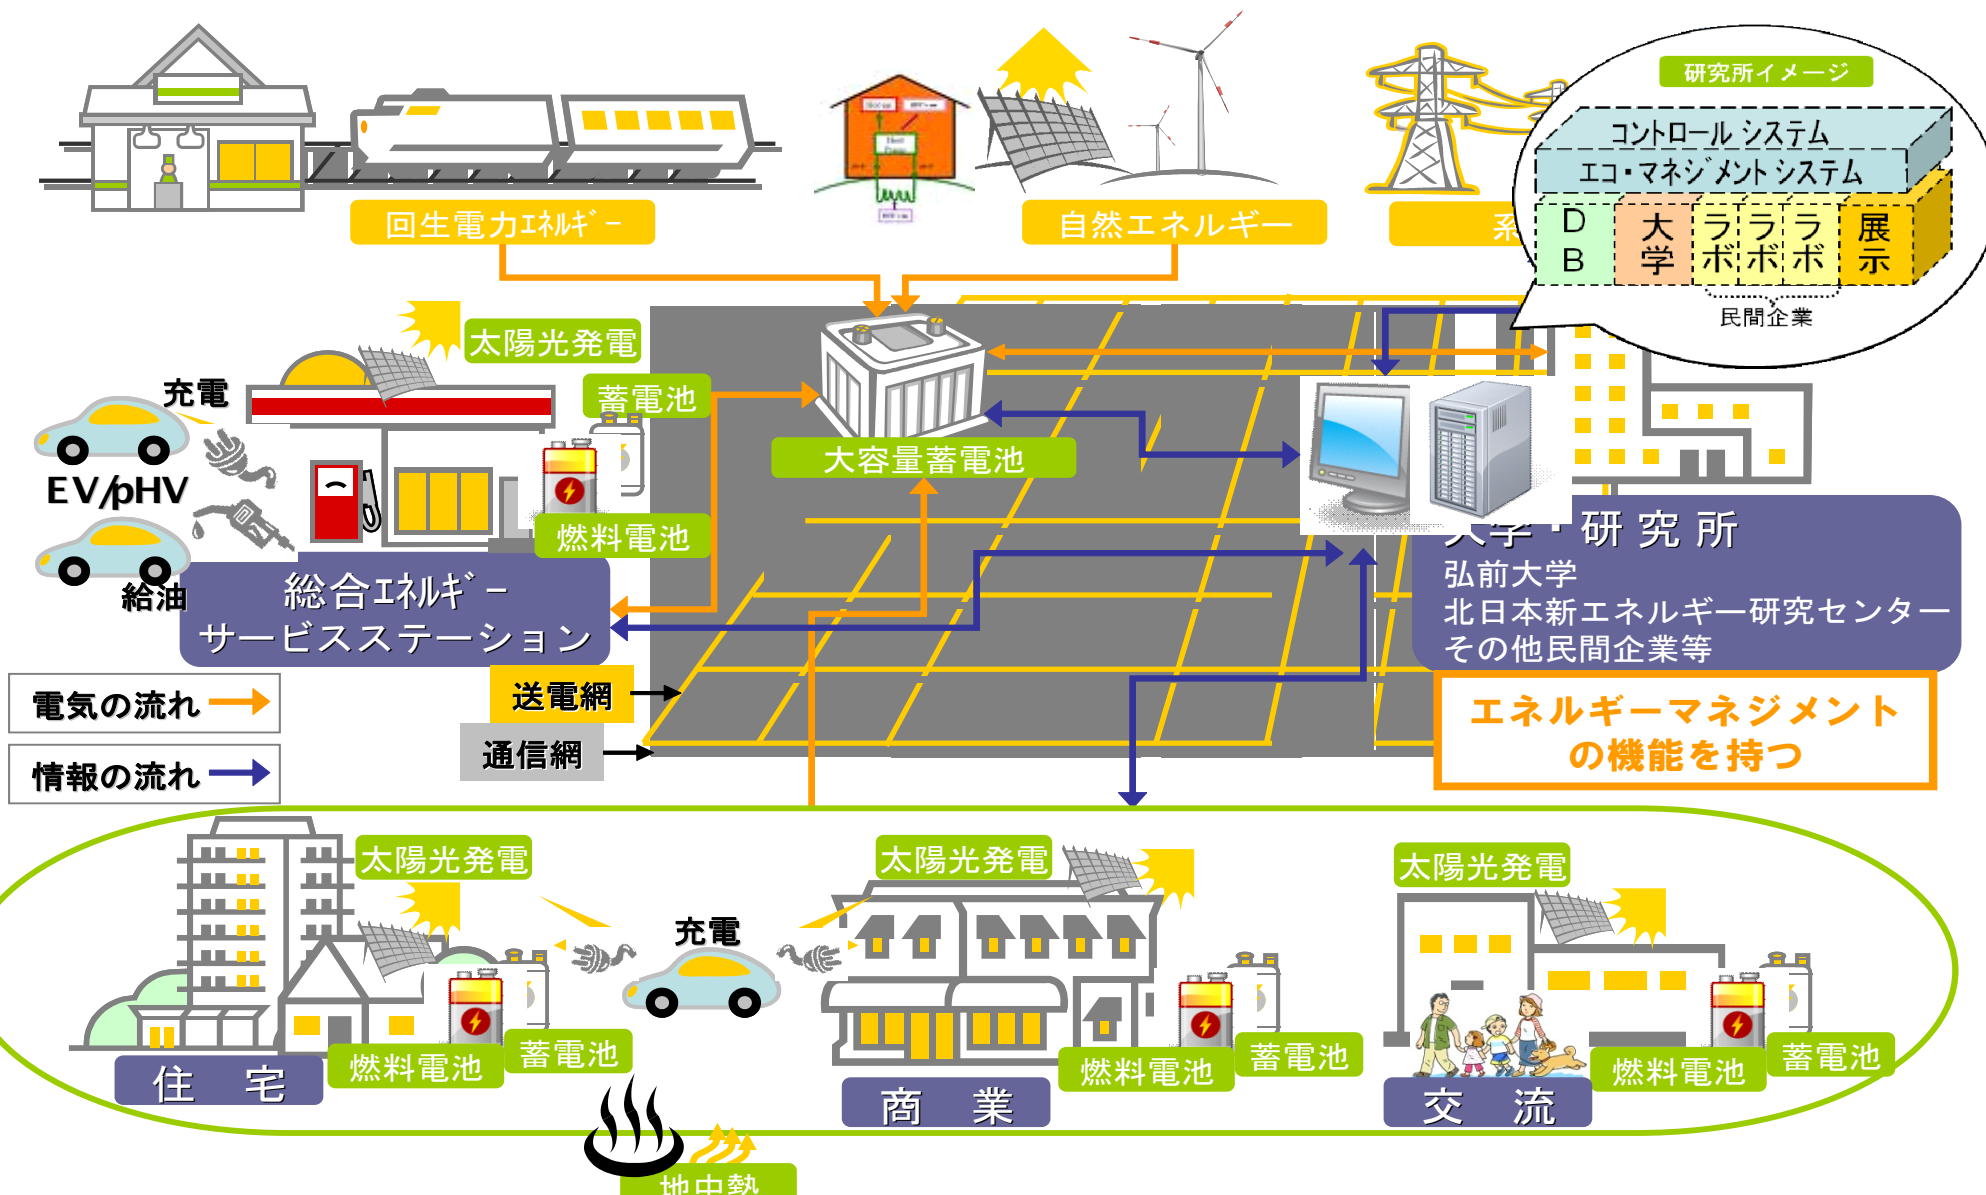 研究所イメージ
コントロール システム
エコ・マネジメント システム
DB
大学
ラボ
ラボ
ラボ
展示
民間企業
回生電力ｴﾈﾙｷﾞｰ
自然エネルギー
系
太陽光発電
蓄電池
充電
EV/pHV
給油
燃料電池
大容量蓄電池
総合ｴﾈﾙｷﾞｰ
サービスステーション
大学・研究所
弘前大学
北日本新エネルギー研究センター
その他民間企業等
送電網
通信網
電気の流れ
情報の流れ
エネルギーマネジメント
の機能を持つ
太陽光発電
充電
太陽光発電
太陽光発電
燃料電池
蓄電池
燃料電池
蓄電池
燃料電池
蓄電池
住　宅
商　業
交　流
地中熱